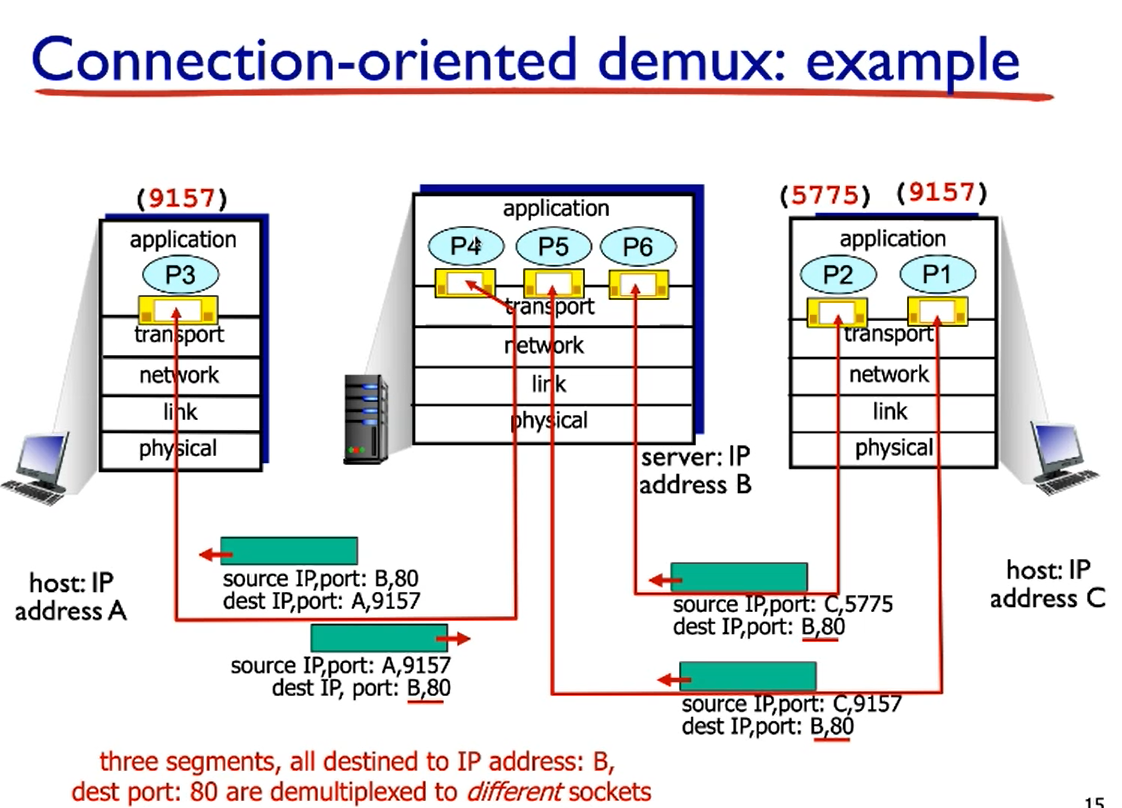 Connection-oriented demux: example
(9157)
application
P3
transport
network
link
physical
host: IP
address A
application
P4
P5
P6
transport
network
link
physical
server: IP
address B
(5775)
(9157)
application
P2
P1
transport
network
link
physical
host: IP
address C
source IP,port: B,80
dest IP,port: A,9157
source IP,port: A,9157
dest IP, port: B,80
source IP,port: C,5775
dest IP,port: B,80
source IP,port: C,9157
dest IP,port: B,80
three segments, all destined to IP address: B,
dest port: 80 are demultiplexed to different sockets
15